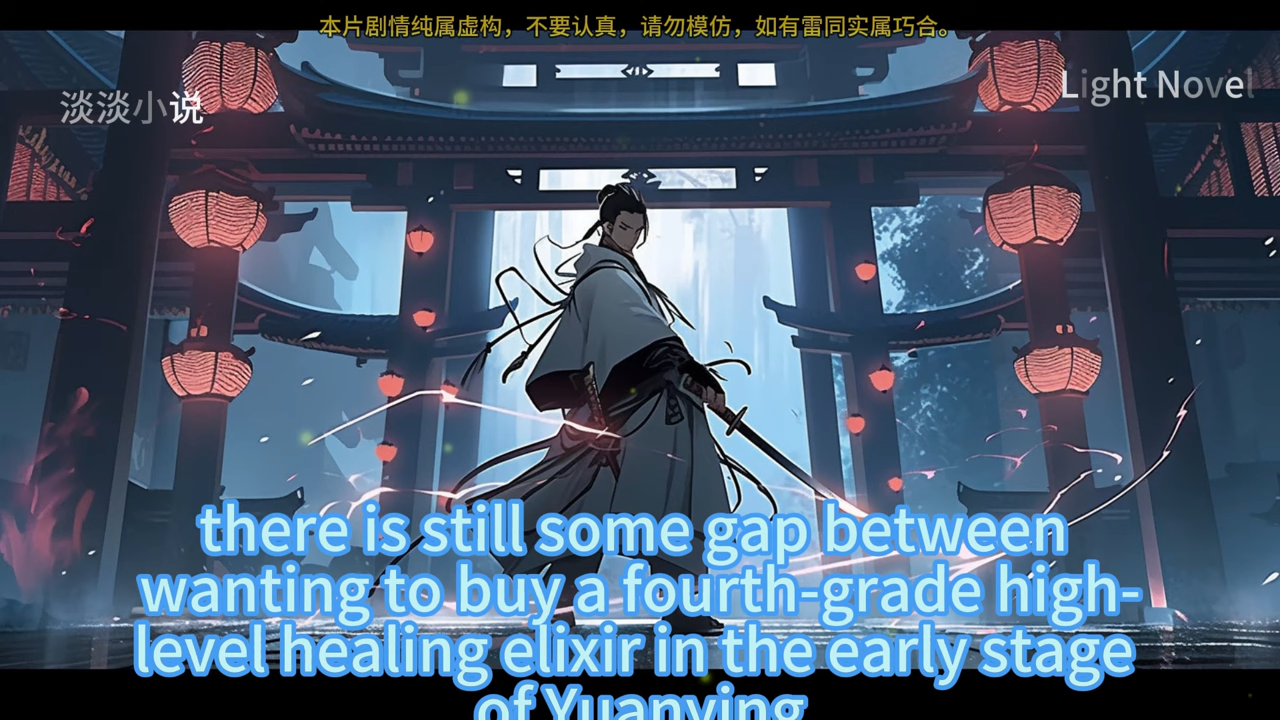 本片剧情纯属虚构，不要认真，请勿模仿，如有雷同实属巧合。
淡淡小说
Light Novel
there is still some gap between
wanting to buy a fourth-grade high-
level healing elixir in the early stage
of Yuanying